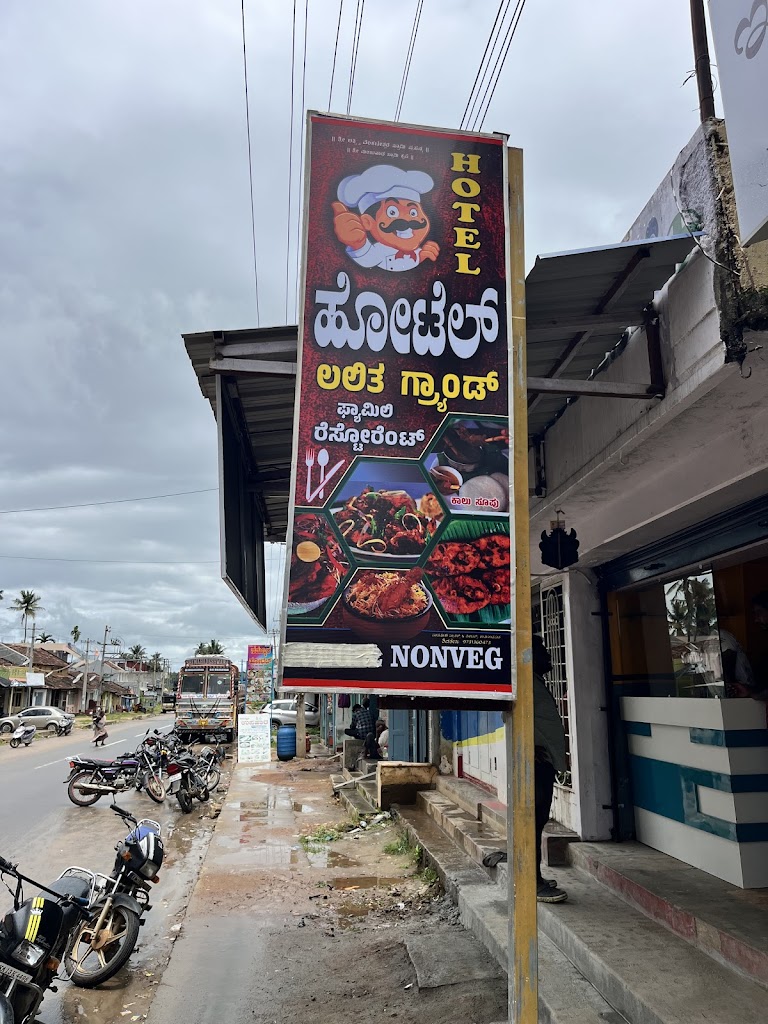 HOTEL
ಹೋಟೆಲ್
ಲಲಿತ ಗ್ರ್ಯಾಂಡ್
ಫ್ಯಾಮಿಲಿ
ರೆಸ್ಟೋರೆಂಟ್
ಕಾಲು ಸೂಪು
NONVEG